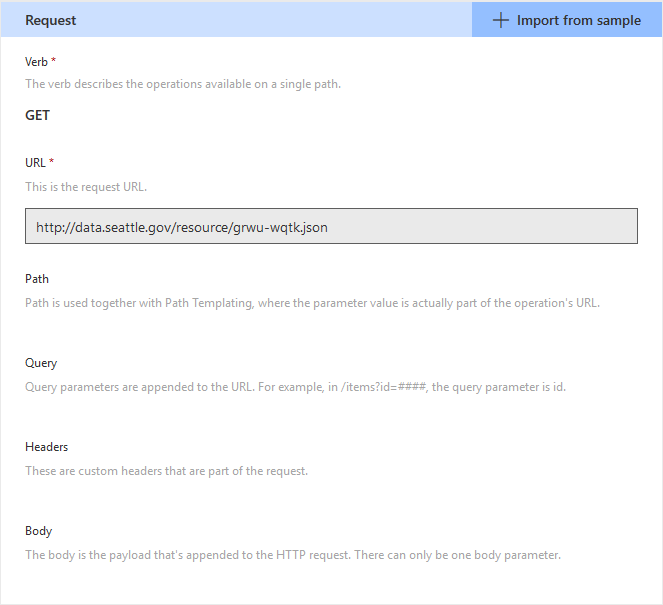 Request
+ Import from sample
Verb *
The verb describes the operations available on a single path.
GET
URL *
This is the request URL.
http://data.seattle.gov/resource/grwu-wqtk.json
Path
Path is used together with Path Templating, where the parameter value is actually part of the operation's URL.
Query
Query parameters are appended to the URL. For example, in /items?id=####, the query parameter is id.
Headers
These are custom headers that are part of the request.
Body
The body is the payload that's appended to the HTTP request. There can only be one body parameter.